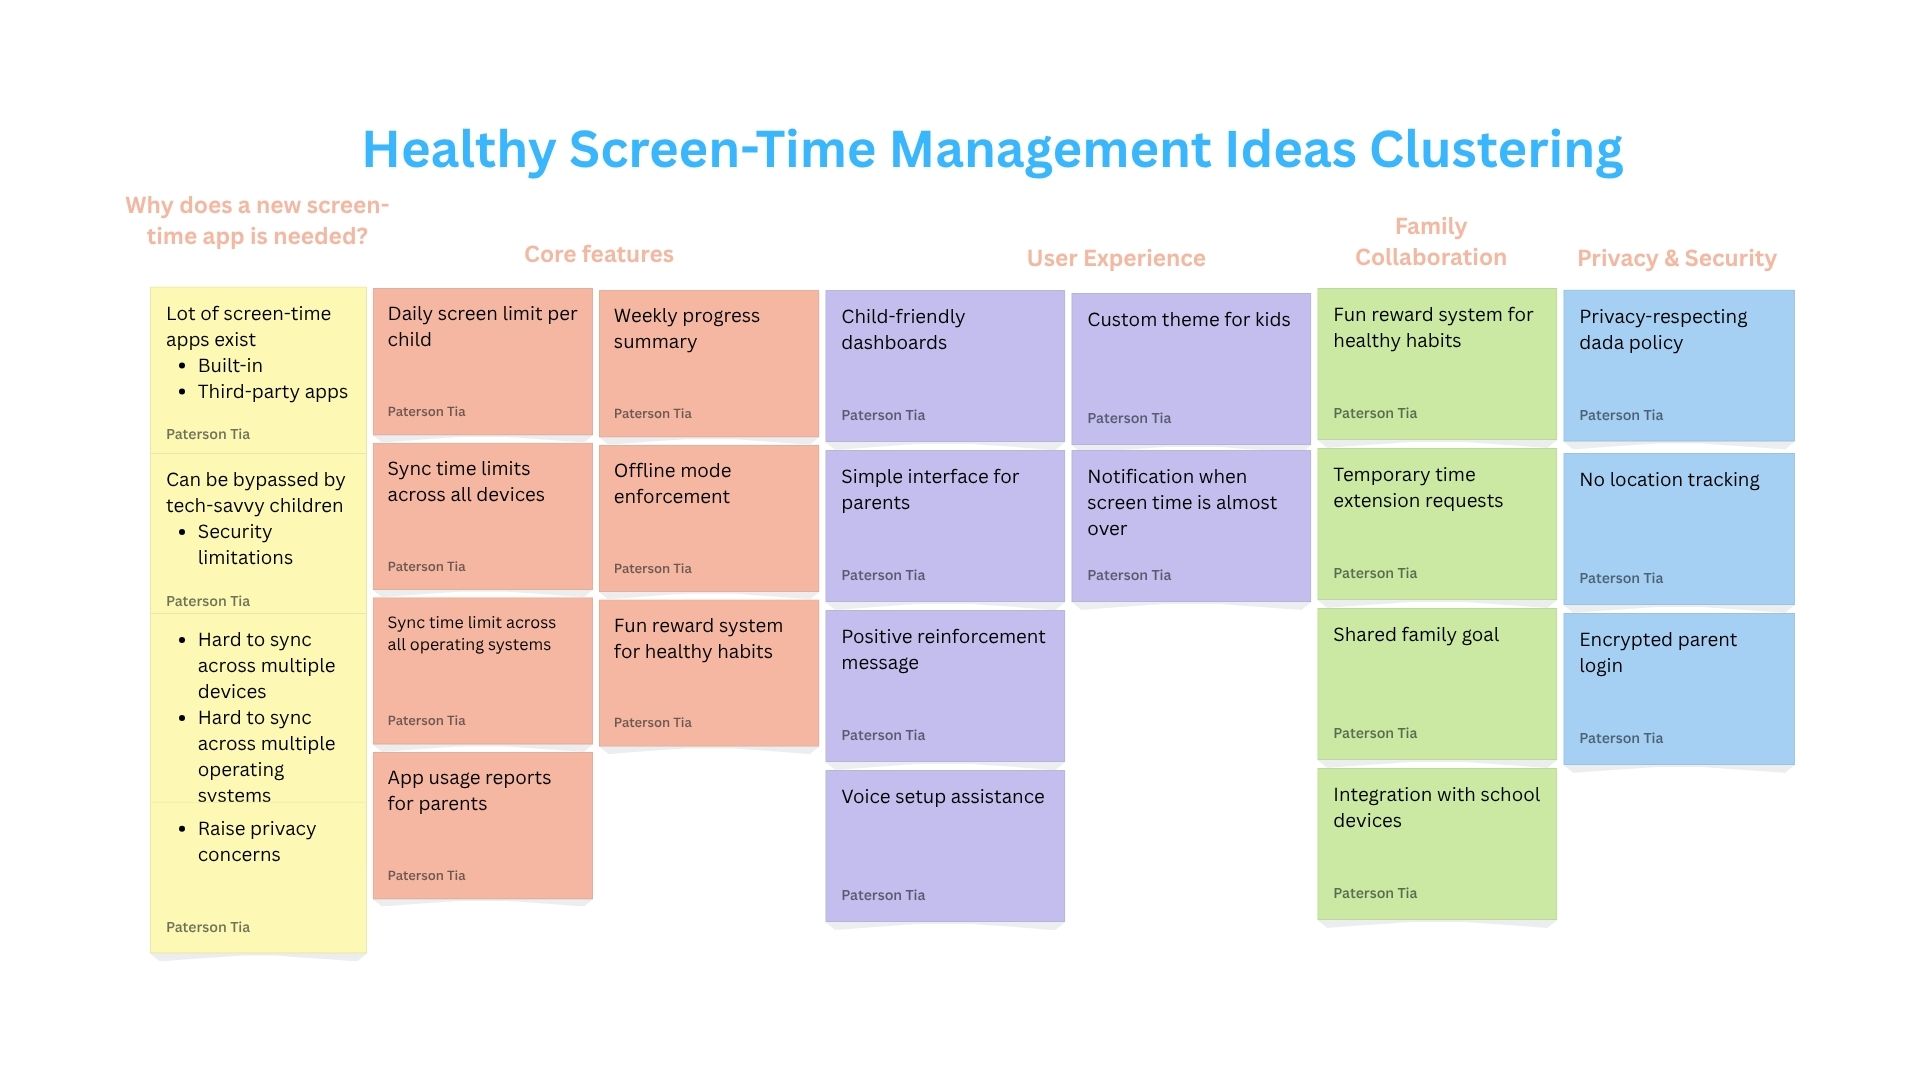 Healthy Screen-Time Management Ideas Clustering
Why does a new screen-
time app is needed?
Lot of screen-time
apps exist
• Built-in
• Third-party apps
Paterson Tia
Can be bypassed by
tech-savvy children
• Security
limitations
Paterson Tia
• Hard to sync
across multiple
devices
• Hard to sync
across multiple
operating
systems
• Raise privacy
concerns
Paterson Tia
Core features
Daily screen limit per
child
Paterson Tia
Sync time limits
across all devices
Paterson Tia
Sync time limit across
all operating systems
Paterson Tia
App usage reports
for parents
Paterson Tia
Weekly progress
summary
Paterson Tia
Offline mode
enforcement
Paterson Tia
Fun reward system
for healthy habits
Paterson Tia
User Experience
Child-friendly
dashboards
Paterson Tia
Simple interface for
parents
Paterson Tia
Positive reinforcement
message
Paterson Tia
Voice setup assistance
Paterson Tia
Custom theme for kids
Paterson Tia
Notification when
screen time is almost
over
Paterson Tia
Family
Collaboration
Fun reward system for
healthy habits
Paterson Tia
Temporary time
extension requests
Paterson Tia
Shared family goal
Paterson Tia
Integration with school
devices
Paterson Tia
Privacy & Security
Privacy-respecting
dada policy
Paterson Tia
No location tracking
Paterson Tia
Encrypted parent
login
Paterson Tia